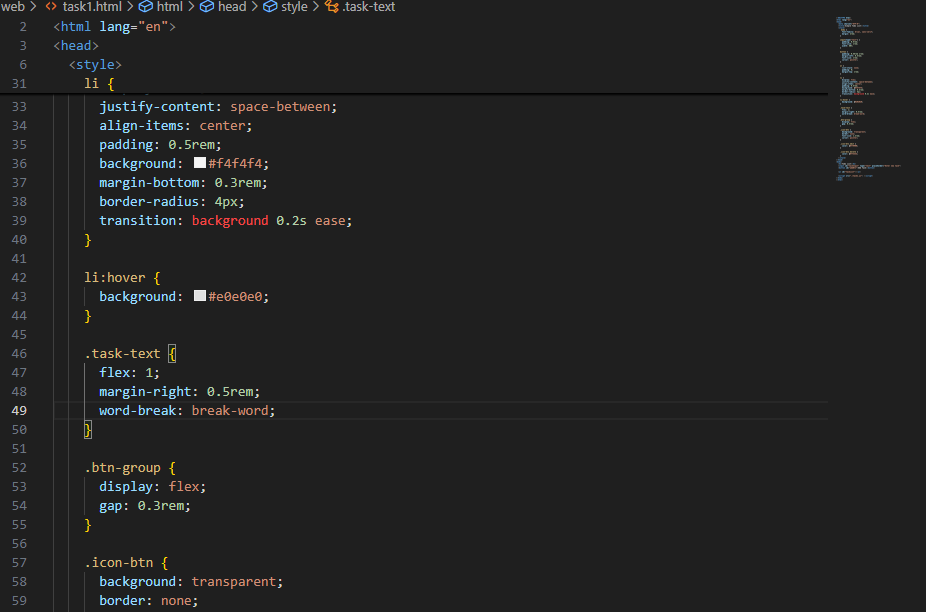 web > task1.html > html > head > style > .task-text
2 <html lang="en">
3 <head>
6 <style>
31 li {
33 justify-content: space-between;
34 align-items: center;
35 padding: 0.5rem;
36 background: #f4f4f4;
37 margin-bottom: 0.3rem;
38 border-radius: 4px;
39 transition: background 0.2s ease;
40 }
41
42 li:hover {
43 background: #e0e0e0;
44 }
45
46 .task-text {
47 flex: 1;
48 margin-right: 0.5rem;
49 word-break: break-word;
50 }
51
52 .btn-group {
53 display: flex;
54 gap: 0.3rem;
55 }
56
57 .icon-btn {
58 background: transparent;
59 border: none;